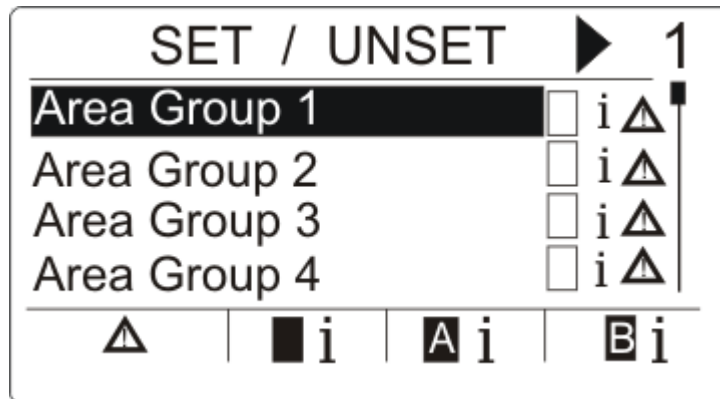 SET / UNSET ▶ 1
Area Group 1 i ⚠
Area Group 2 i ⚠
Area Group 3 i ⚠
Area Group 4 i ⚠
⚠ i A i B i